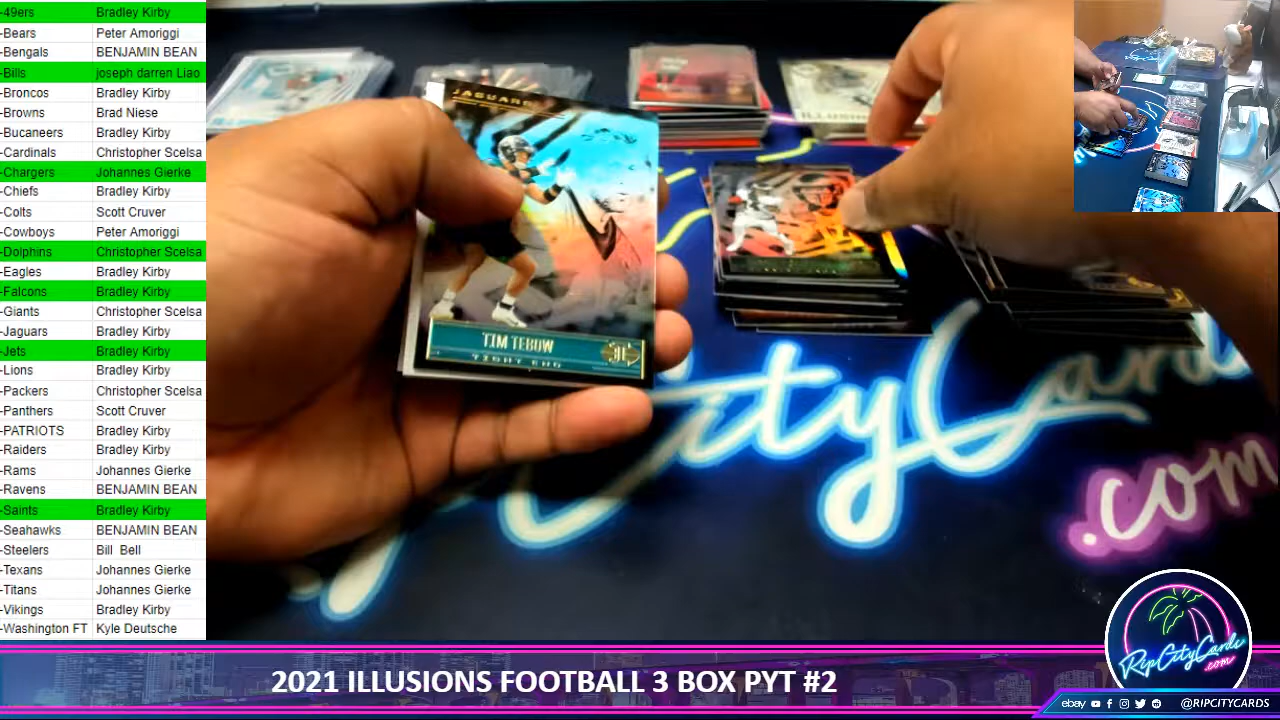 -49ers Bradley Kirby
-Bears Peter Amoriggi
-Bengals BENJAMIN BEAN
-Bills joseph darren Liao
-Broncos Bradley Kirby
-Browns Brad Niese
-Bucaneers Bradley Kirby
-Cardinals Christopher Scelsa
-Chargers Johannes Gierke
-Chiefs Bradley Kirby
-Colts Scott Cruver
-Cowboys Peter Amoriggi
-Dolphins Christopher Scelsa
-Eagles Bradley Kirby
-Falcons Bradley Kirby
-Giants Christopher Scelsa
-Jaguars Bradley Kirby
-Jets Bradley Kirby
-Lions Bradley Kirby
-Packers Christopher Scelsa
-Panthers Scott Cruver
-PATRIOTS Bradley Kirby
-Raiders Bradley Kirby
-Rams Johannes Gierke
-Ravens BENJAMIN BEAN
-Saints Bradley Kirby
-Seahawks BENJAMIN BEAN
-Steelers Bill Bell
-Texans Johannes Gierke
-Titans Johannes Gierke
-Vikings Bradley Kirby
-Washington FT Kyle Deutsche
JAGUARS
TIM TEBOW
TIGHT END
ityCards
.com
RipCityCards
.com
2021 ILLUSIONS FOOTBALL 3 BOX PYT #2
ebay @RIPCITYCARDS